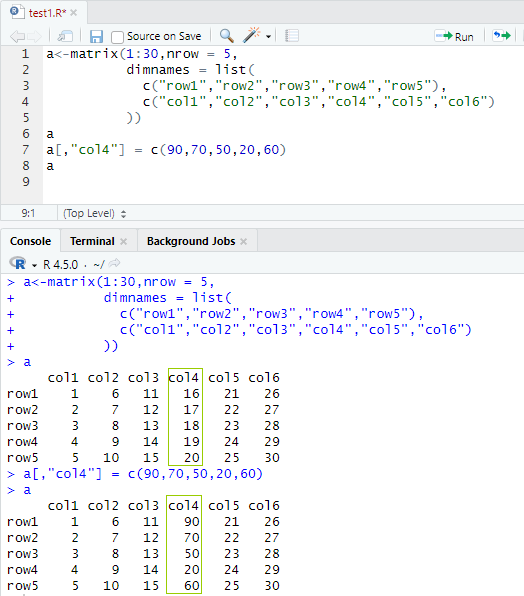 test1.R*
Source on Save
Run
1 a<-matrix(1:30,nrow = 5,
2           dimnames = list(
3             c("row1","row2","row3","row4","row5"),
4             c("col1","col2","col3","col4","col5","col6")
5           ))
6 a
7 a[,"col4"] = c(90,70,50,20,60)
8 a
9
9:1 (Top Level)
Console Terminal Background Jobs
R 4.5.0 · ~/
> a<-matrix(1:30,nrow = 5,
+           dimnames = list(
+             c("row1","row2","row3","row4","row5"),
+             c("col1","col2","col3","col4","col5","col6")
+           ))
> a
     col1 col2 col3 col4 col5 col6
row1    1    6   11   16   21   26
row2    2    7   12   17   22   27
row3    3    8   13   18   23   28
row4    4    9   14   19   24   29
row5    5   10   15   20   25   30
> a[,"col4"] = c(90,70,50,20,60)
> a
     col1 col2 col3 col4 col5 col6
row1    1    6   11   90   21   26
row2    2    7   12   70   22   27
row3    3    8   13   50   23   28
row4    4    9   14   20   24   29
row5    5   10   15   60   25   30